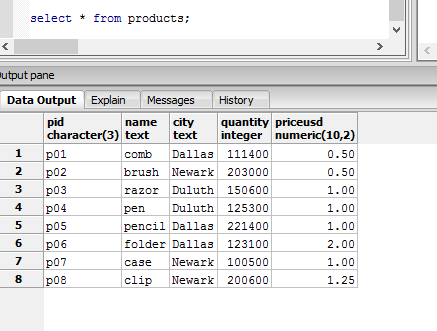 select * from products;
Output pane
Data Output Explain Messages History
pid name city quantity priceusd
character(3) text text integer numeric(10,2)
1 p01 comb Dallas 111400 0.50
2 p02 brush Newark 203000 0.50
3 p03 razor Duluth 150600 1.00
4 p04 pen Duluth 125300 1.00
5 p05 pencil Dallas 221400 1.00
6 p06 folder Dallas 123100 2.00
7 p07 case Newark 100500 1.00
8 p08 clip Newark 200600 1.25